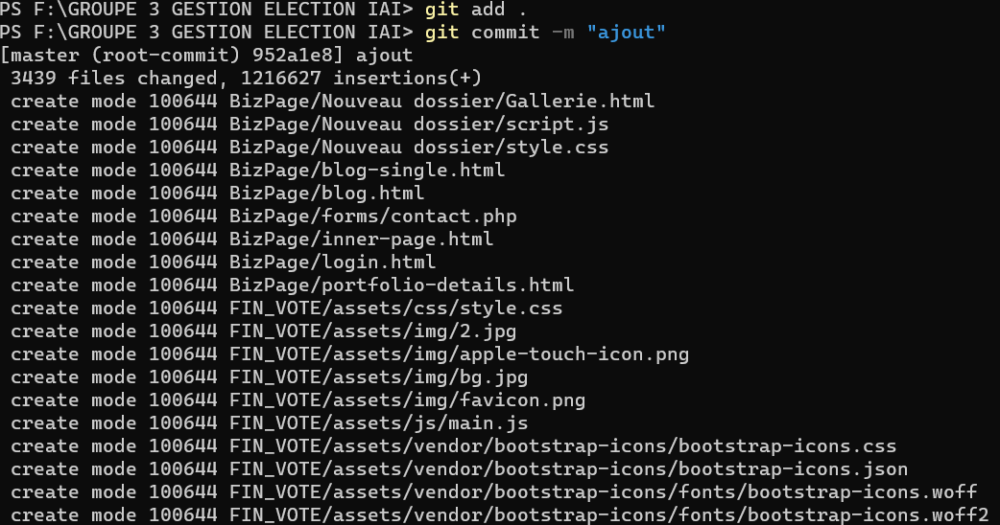 PS F:\GROUPE 3 GESTION ELECTION IAI> git add .
PS F:\GROUPE 3 GESTION ELECTION IAI> git commit -m "ajout"
[master (root-commit) 952a1e8] ajout
 3439 files changed, 1216627 insertions(+)
 create mode 100644 BizPage/Nouveau dossier/Gallerie.html
 create mode 100644 BizPage/Nouveau dossier/script.js
 create mode 100644 BizPage/Nouveau dossier/style.css
 create mode 100644 BizPage/blog-single.html
 create mode 100644 BizPage/blog.html
 create mode 100644 BizPage/forms/contact.php
 create mode 100644 BizPage/inner-page.html
 create mode 100644 BizPage/login.html
 create mode 100644 BizPage/portfolio-details.html
 create mode 100644 FIN_VOTE/assets/css/style.css
 create mode 100644 FIN_VOTE/assets/img/2.jpg
 create mode 100644 FIN_VOTE/assets/img/apple-touch-icon.png
 create mode 100644 FIN_VOTE/assets/img/bg.jpg
 create mode 100644 FIN_VOTE/assets/img/favicon.png
 create mode 100644 FIN_VOTE/assets/js/main.js
 create mode 100644 FIN_VOTE/assets/vendor/bootstrap-icons/bootstrap-icons.css
 create mode 100644 FIN_VOTE/assets/vendor/bootstrap-icons/bootstrap-icons.json
 create mode 100644 FIN_VOTE/assets/vendor/bootstrap-icons/fonts/bootstrap-icons.woff
 create mode 100644 FIN_VOTE/assets/vendor/bootstrap-icons/fonts/bootstrap-icons.woff2